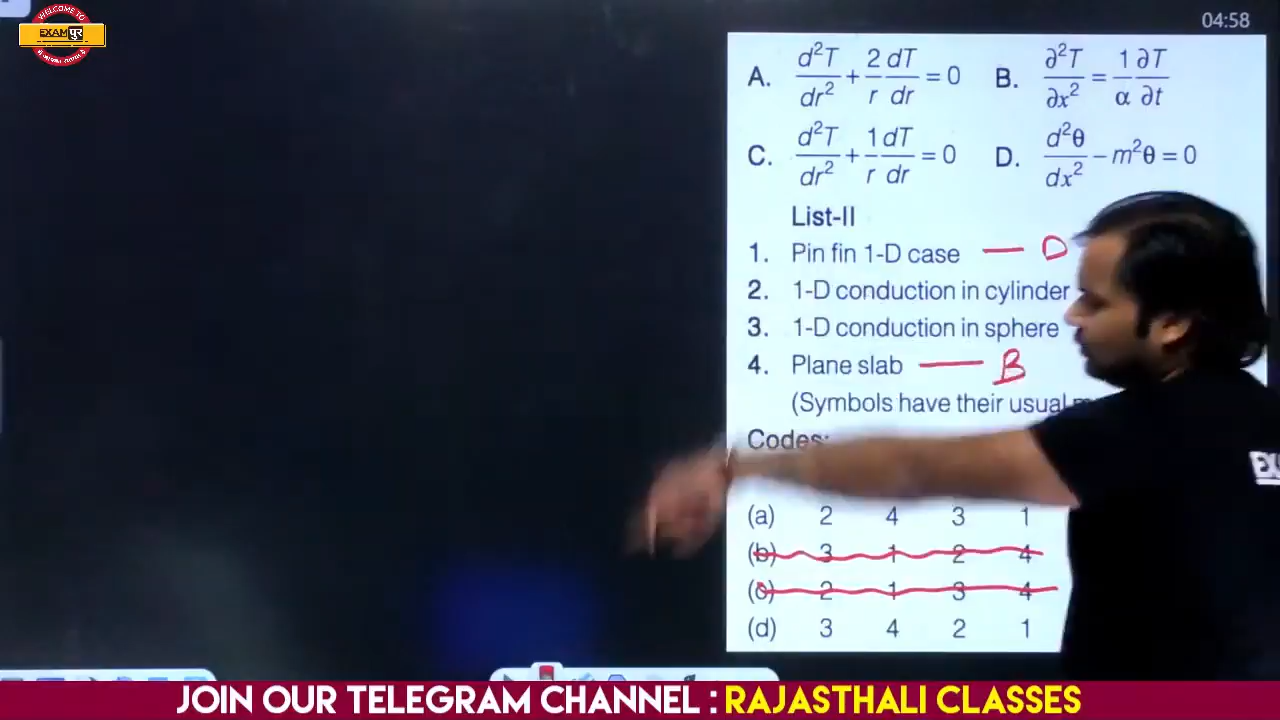 WELCOME TO
EXAM पुर
04:58
A. d²T/dr² + 2/r dT/dr = 0 B. ∂²T/∂x² = 1/α ∂T/∂t
C. d²T/dr² + 1/r dT/dr = 0 D. d²θ/dx² – m²θ = 0
List-II
1. Pin fin 1-D case — D
2. 1-D conduction in cylinder
3. 1-D conduction in sphere
4. Plane slab — B
(Symbols have their usual
Codes:
(a) 2 4 3 1
(b) 3 1 2 4
(c) 2 1 3 4
(d) 3 4 2 1
JOIN OUR TELEGRAM CHANNEL : RAJASTHALI CLASSES